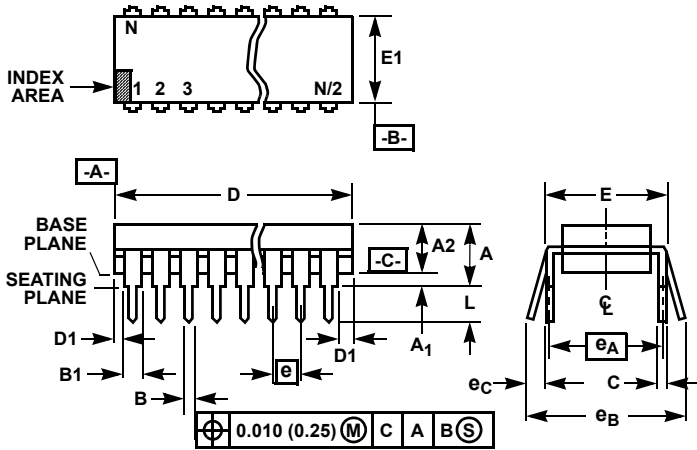 N
INDEX
AREA
1 2 3 N/2
E1
-B-
-A-
D
E
BASE
PLANE
A2
A
-C-
SEATING
PLANE
L
D1
A1
D1
B1
e
B
0.010 (0.25) Ⓜ C A B Ⓢ
℄
eA
eC
C
eB